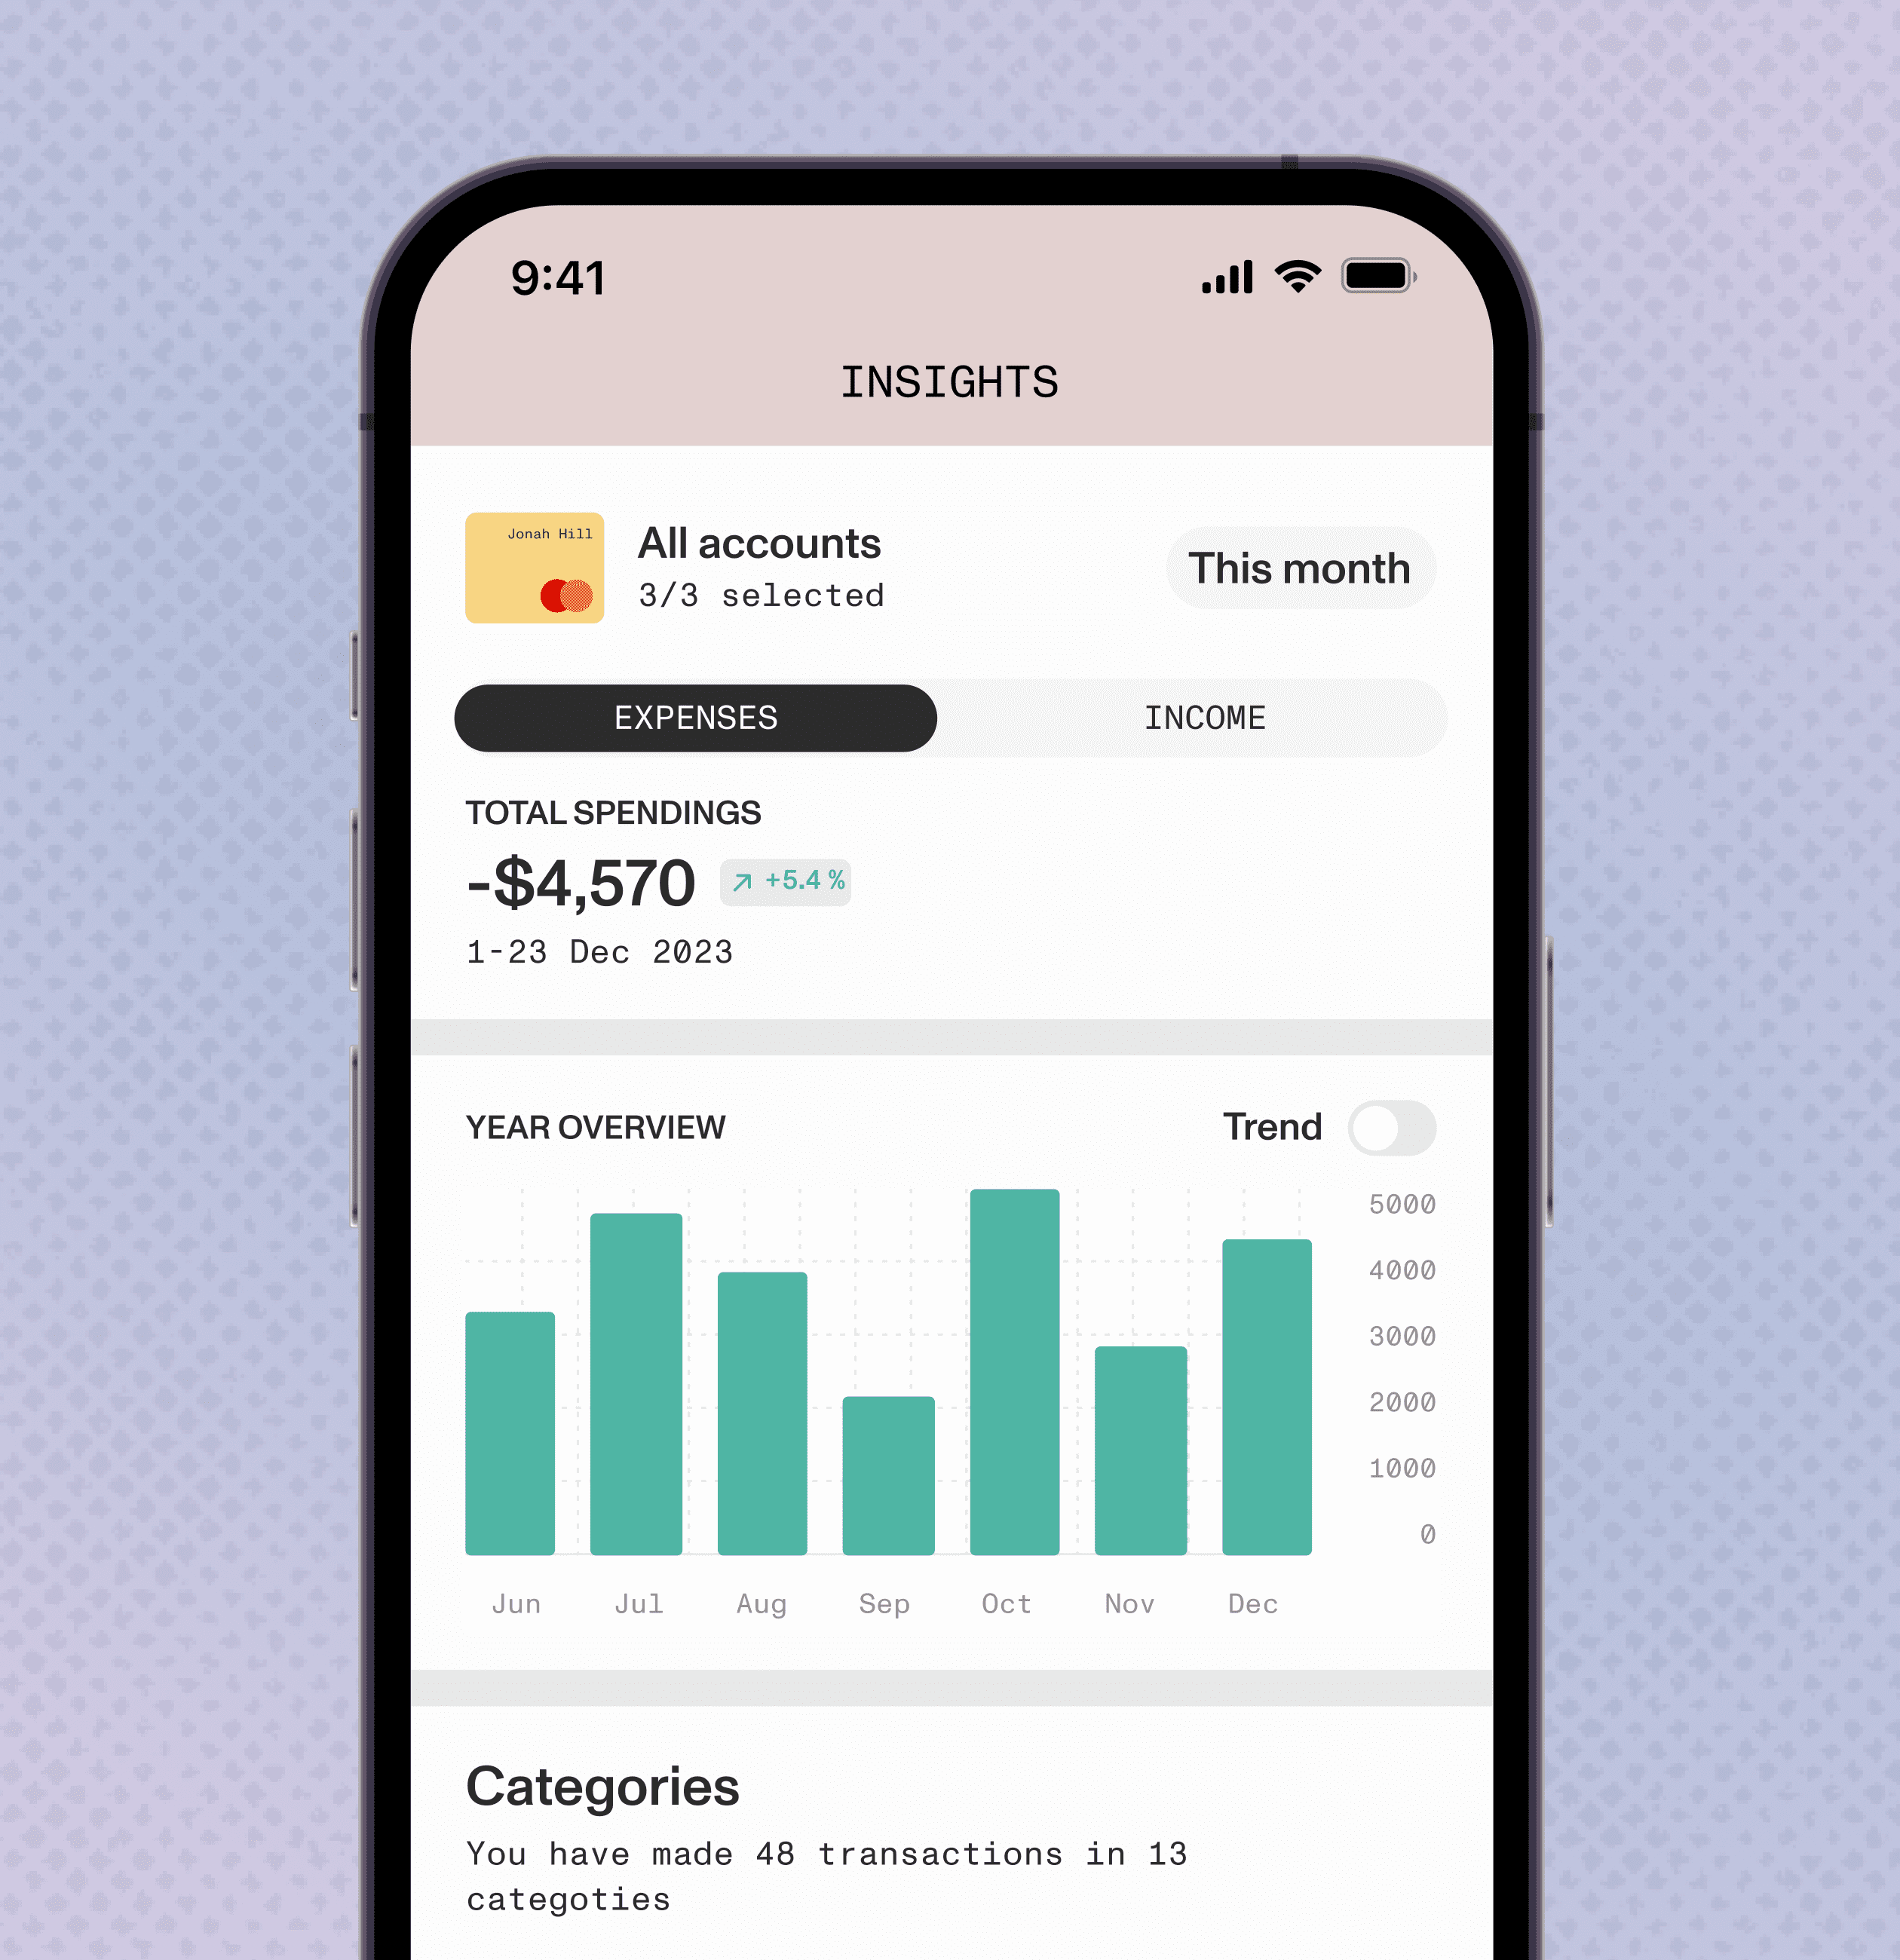 9:41
INSIGHTS
Jonah Hill
All accounts
3/3 selected
This month
EXPENSES
INCOME
TOTAL SPENDINGS
-$4,570
+5.4 %
1-23 Dec 2023
YEAR OVERVIEW
Trend
5000
4000
3000
2000
1000
0
Jun Jul Aug Sep Oct Nov Dec
Categories
You have made 48 transactions in 13
categoties